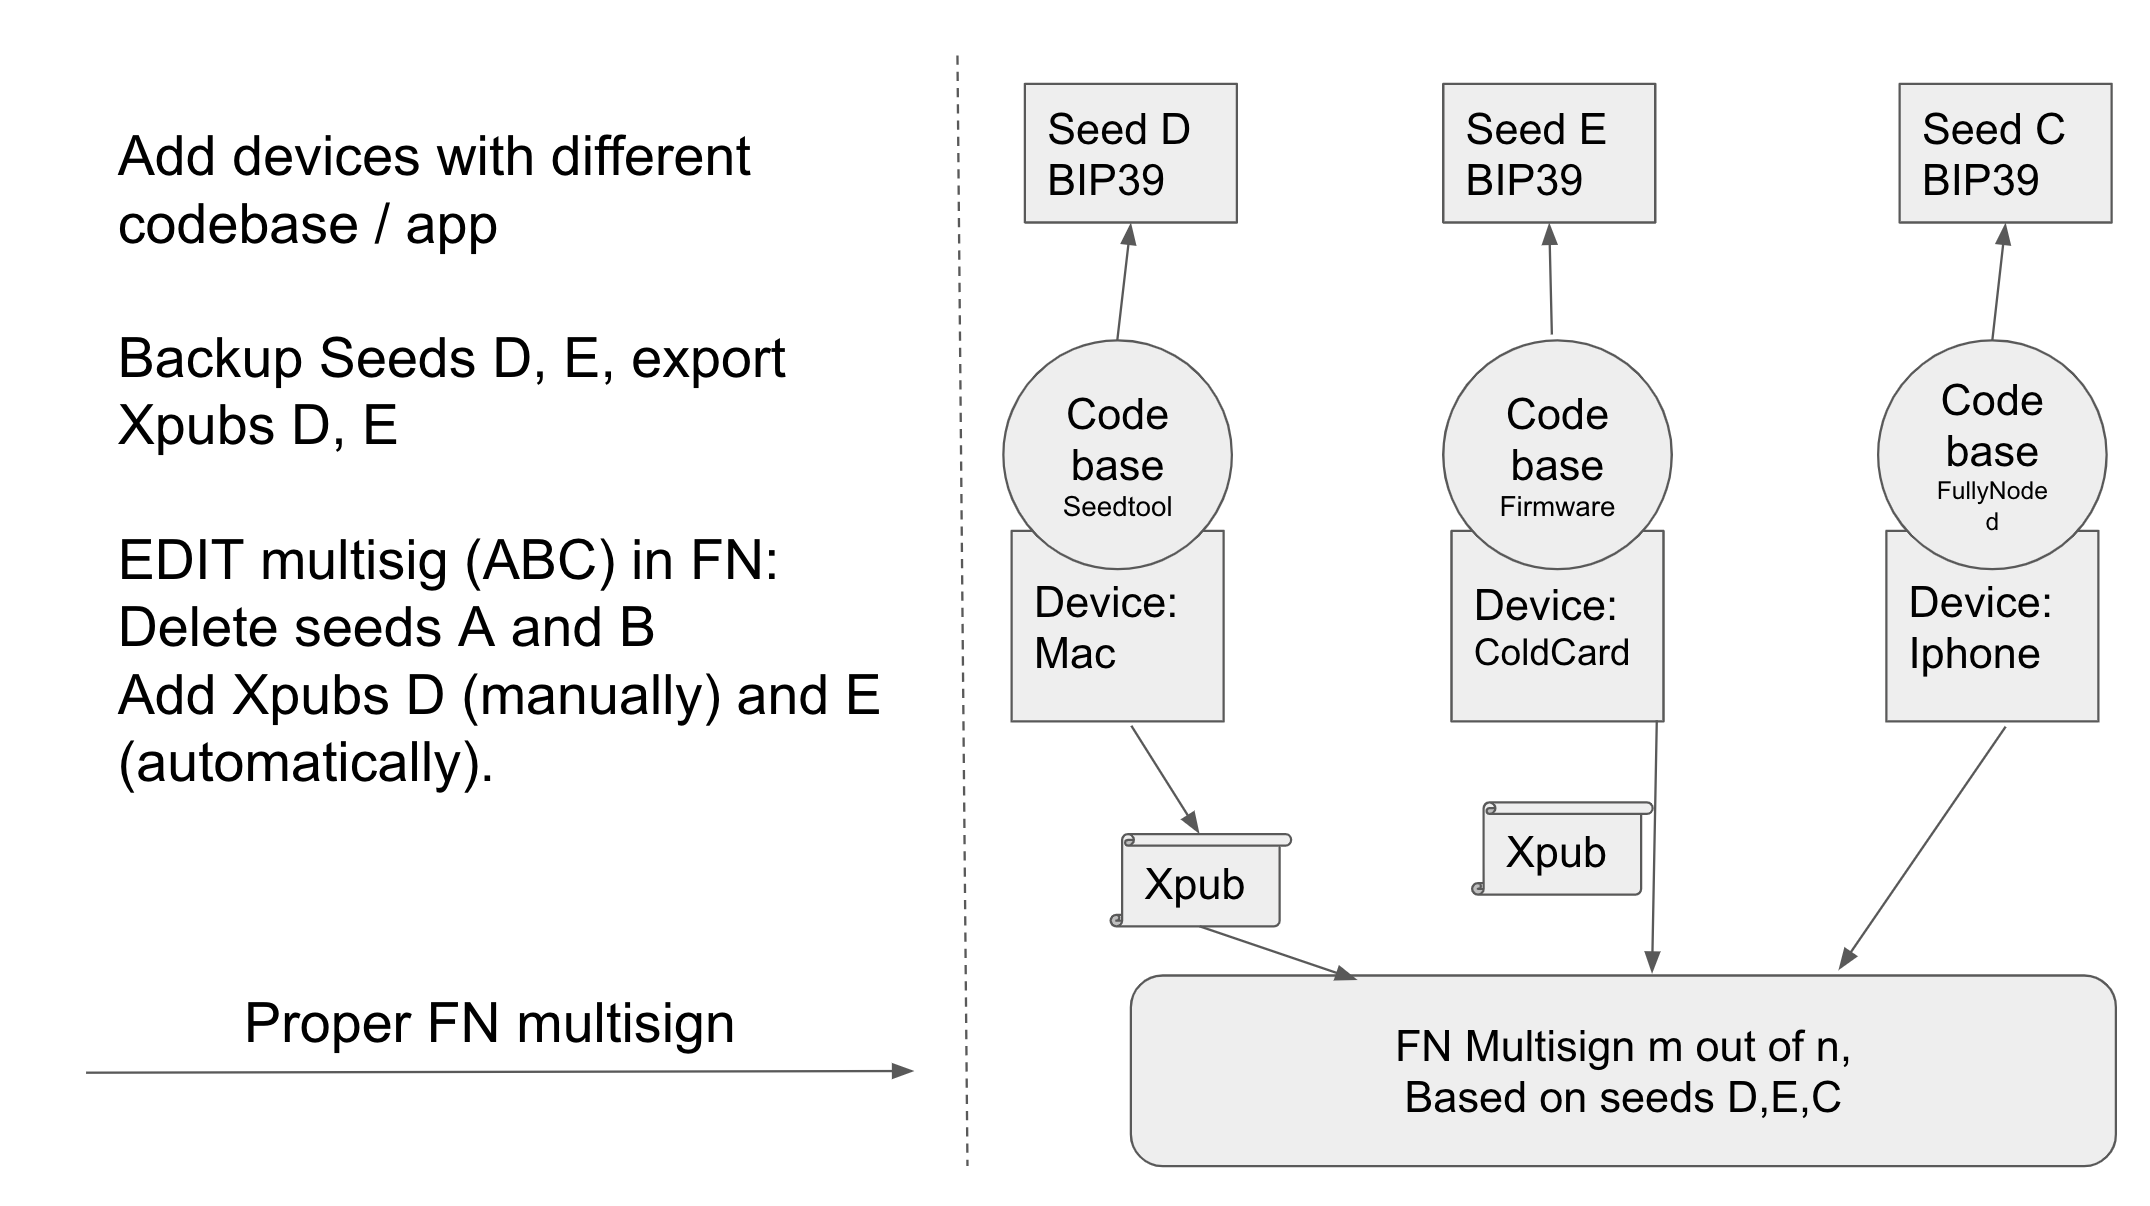 Add devices with different
codebase / app
Backup Seeds D, E, export
Xpubs D, E
EDIT multisig (ABC) in FN:
Delete seeds A and B
Add Xpubs D (manually) and E
(automatically).
Proper FN multisign
Seed D
BIP39
Code
base
Seedtool
Device:
Mac
Xpub
Seed E
BIP39
Code
base
Firmware
Device:
ColdCard
Xpub
Seed C
BIP39
Code
base
FullyNode
d
Device:
Iphone
FN Multisign m out of n,
Based on seeds D,E,C